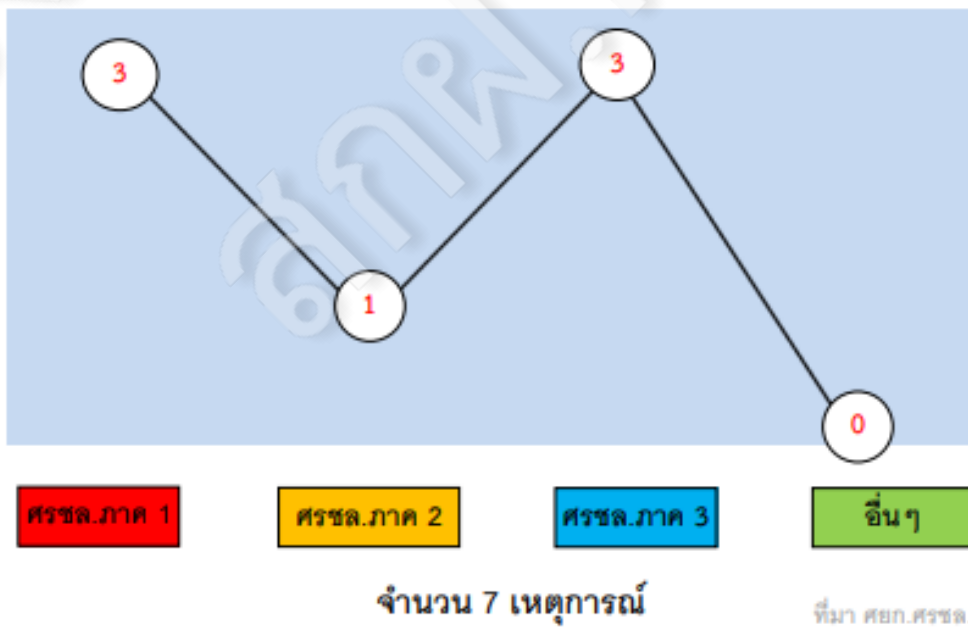 3
3
1
0
ศรชล.ภาค 1
ศรชล.ภาค 2
ศรชล.ภาค 3
อื่นๆ
จำนวน 7 เหตุการณ์
ที่มา ศยก.ศรชล